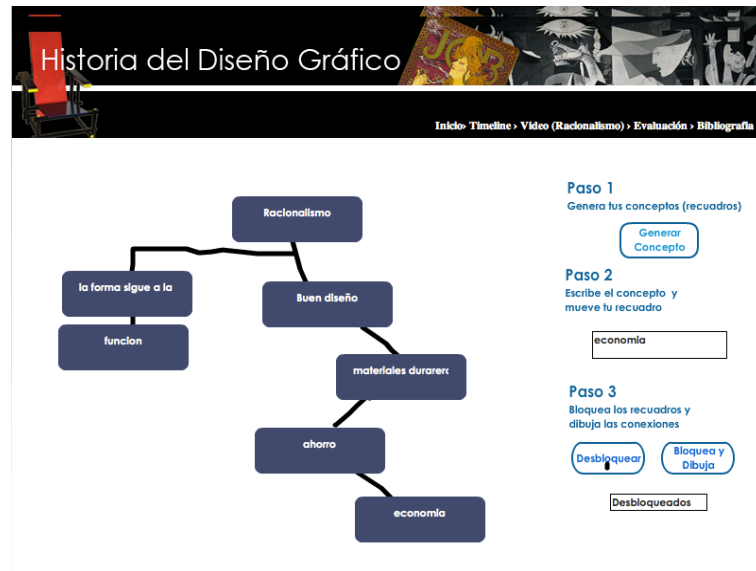 Historia del Diseño Gráfico
JOB
Inicio› Timeline › Video (Racionalismo) › Evaluación › Bibliografia
Racionalismo
la forma sigue a la
funcion
Buen diseño
materiales durarerc
ahorro
economia
Paso 1
Genera tus conceptos (recuadros)
Generar
Concepto
Paso 2
Escribe el concepto y
mueve tu recuadro
economia
Paso 3
Bloquea los recuadros y
dibuja las conexiones
Desbloquear
Bloquea y
Dibuja
Desbloqueados